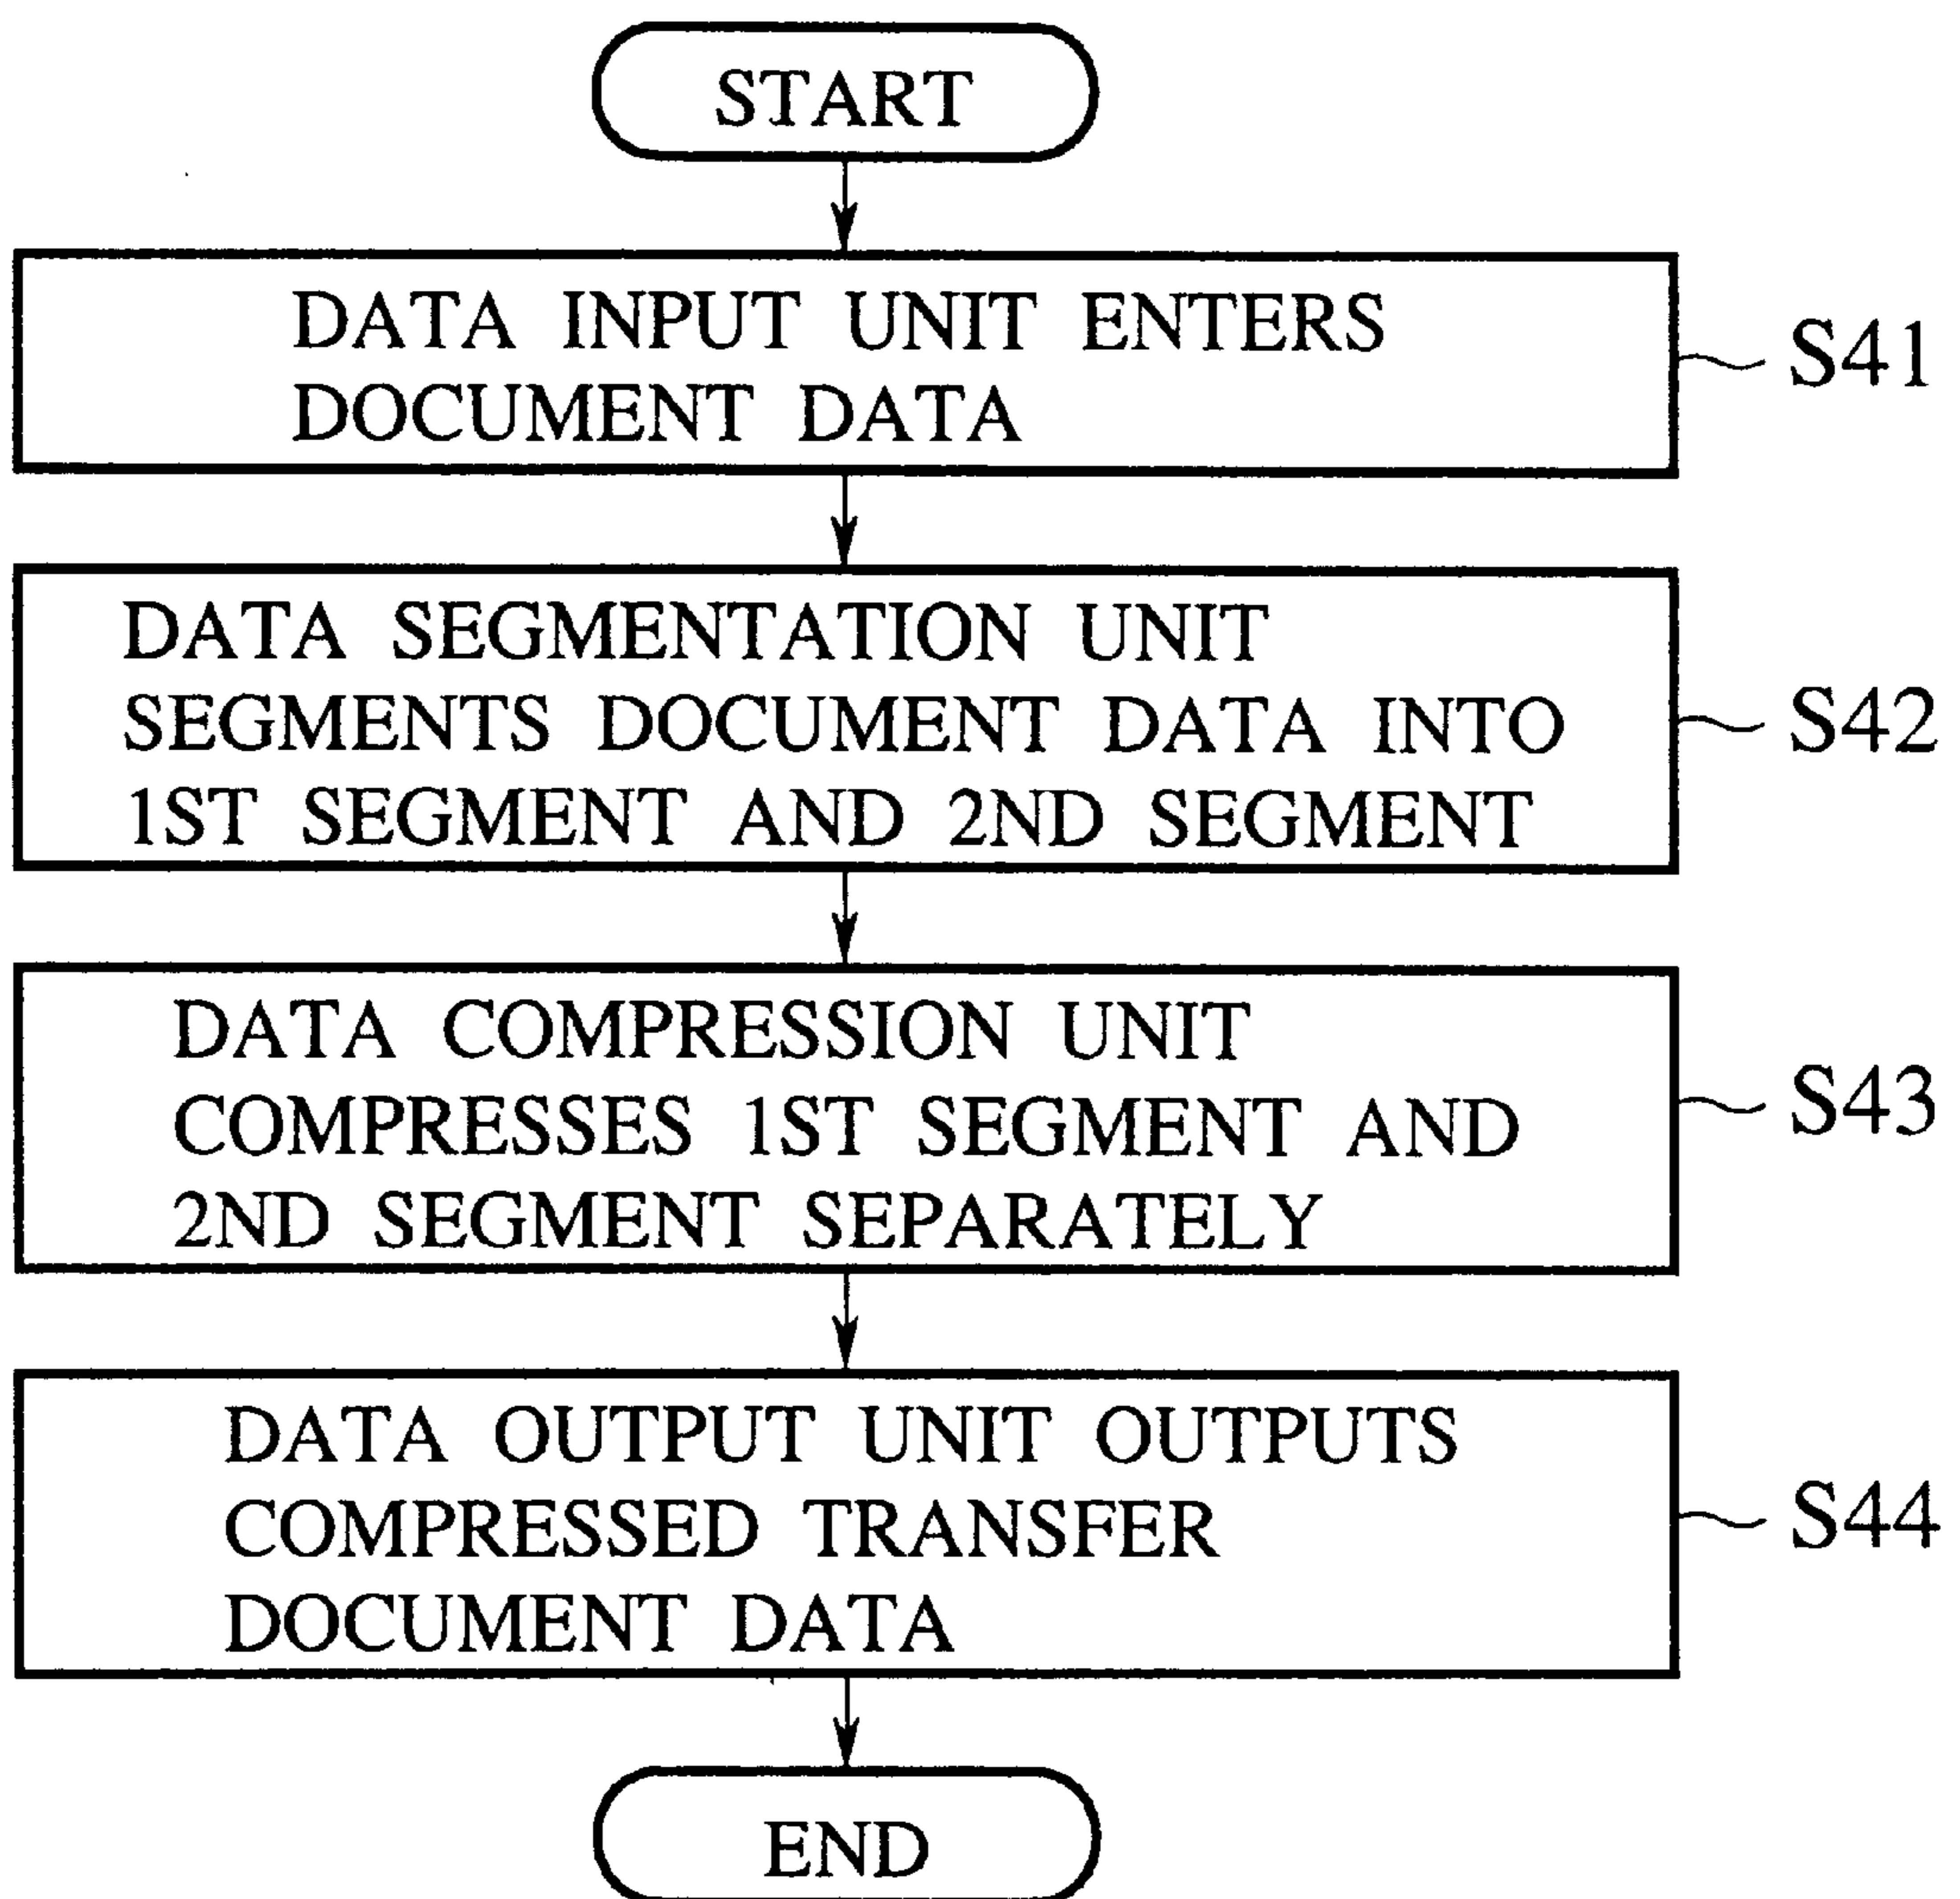 START
DATA INPUT UNIT ENTERS
DOCUMENT DATA
S41
DATA SEGMENTATION UNIT
SEGMENTS DOCUMENT DATA INTO
1ST SEGMENT AND 2ND SEGMENT
S42
DATA COMPRESSION UNIT
COMPRESSES 1ST SEGMENT AND
2ND SEGMENT SEPARATELY
S43
DATA OUTPUT UNIT OUTPUTS
COMPRESSED TRANSFER
DOCUMENT DATA
S44
END